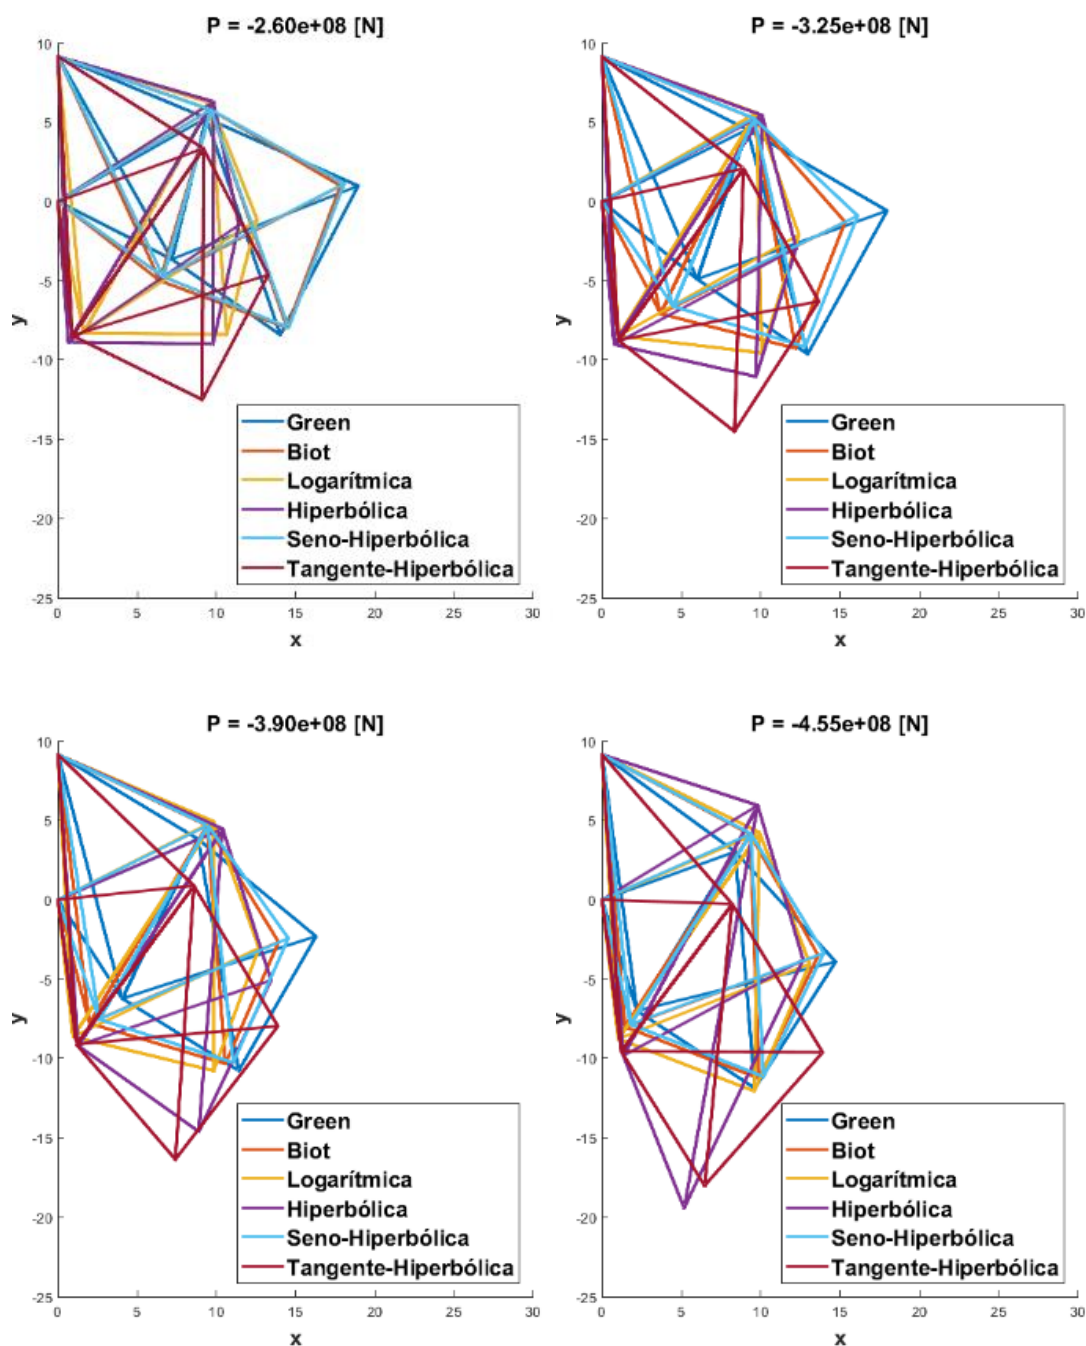 P = -2.60e+08 [N]
10
5
0
-5
-10
-15
-20
-25
y
0 5 10 15 20 25 30
x
Green
Biot
Logarítmica
Hiperbólica
Seno-Hiperbólica
Tangente-Hiperbólica
P = -3.25e+08 [N]
10
5
0
-5
-10
-15
-20
-25
y
0 5 10 15 20 25 30
x
Green
Biot
Logarítmica
Hiperbólica
Seno-Hiperbólica
Tangente-Hiperbólica
P = -3.90e+08 [N]
10
5
0
-5
-10
-15
-20
-25
y
0 5 10 15 20 25 30
x
Green
Biot
Logarítmica
Hiperbólica
Seno-Hiperbólica
Tangente-Hiperbólica
P = -4.55e+08 [N]
10
5
0
-5
-10
-15
-20
-25
y
0 5 10 15 20 25 30
x
Green
Biot
Logarítmica
Hiperbólica
Seno-Hiperbólica
Tangente-Hiperbólica